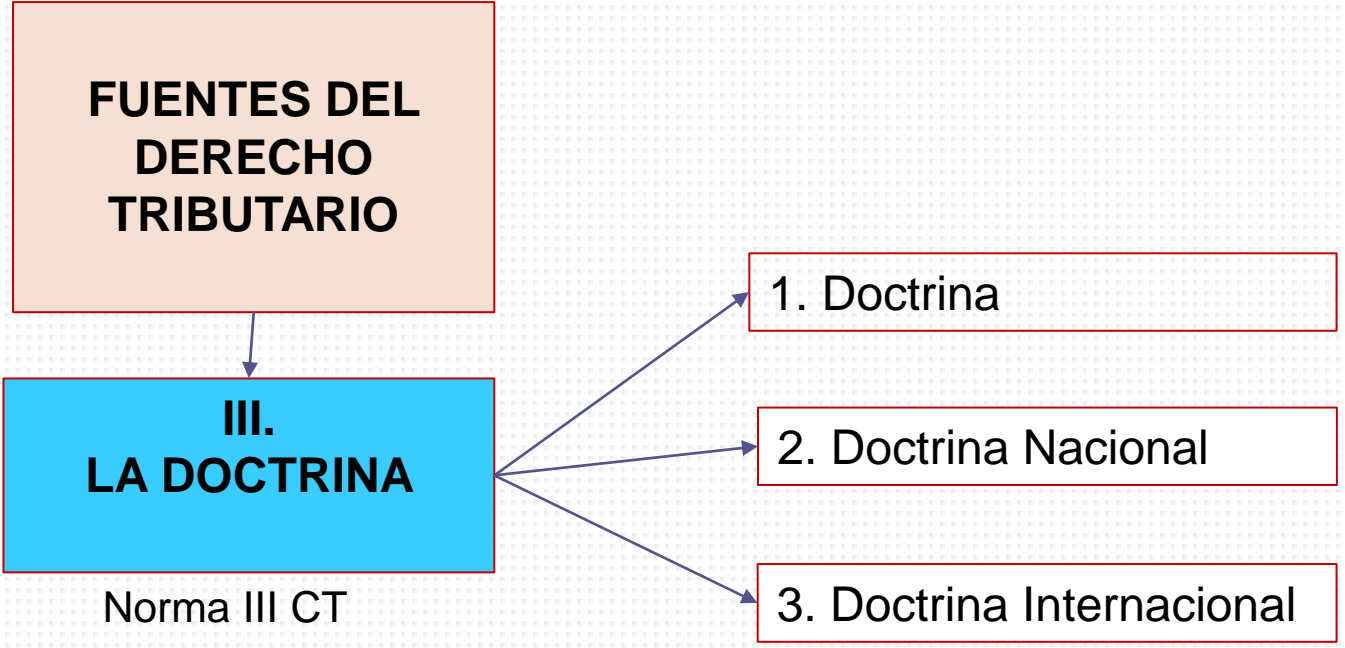 FUENTES DEL
DERECHO
TRIBUTARIO
III.
LA DOCTRINA
Norma III CT
1. Doctrina
2. Doctrina Nacional
3. Doctrina Internacional